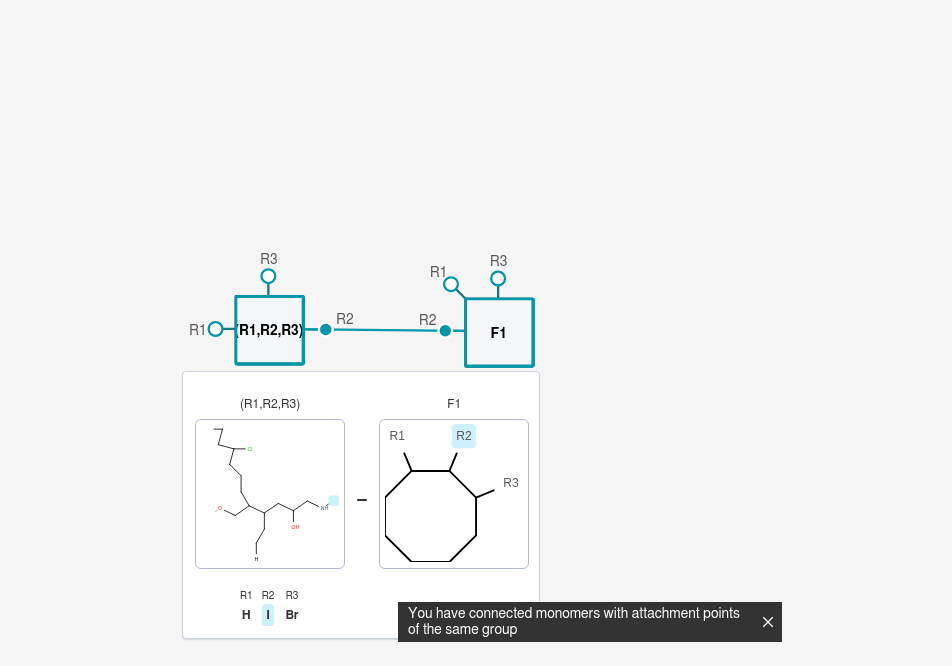 R3
R3
R1
R1
(R1,R2,R3)
R2
R2
F1
(R1,R2,R3)
F1
Cl
O
NH
OH
H
R1
R2
R3
R1 R2 R3
H I Br
You have connected monomers with attachment points
of the same group